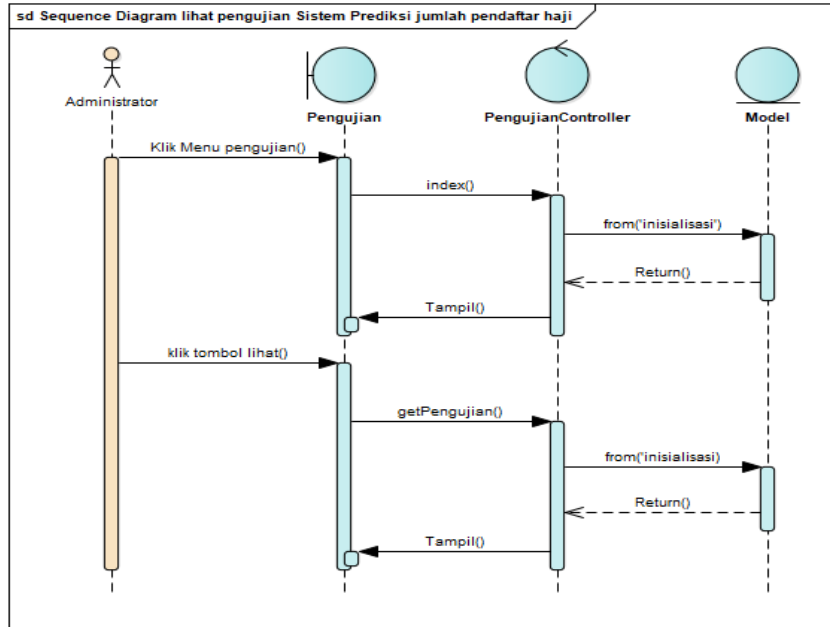 sd Sequence Diagram lihat pengujian Sistem Prediksi jumlah pendaftar haji
Administrator
Pengujian
PengujianController
Model
Klik Menu pengujian()
index()
from('inisialisasi')
Return()
Tampil()
klik tombol lihat()
getPengujian()
from('inisialisasi)
Return()
Tampil()